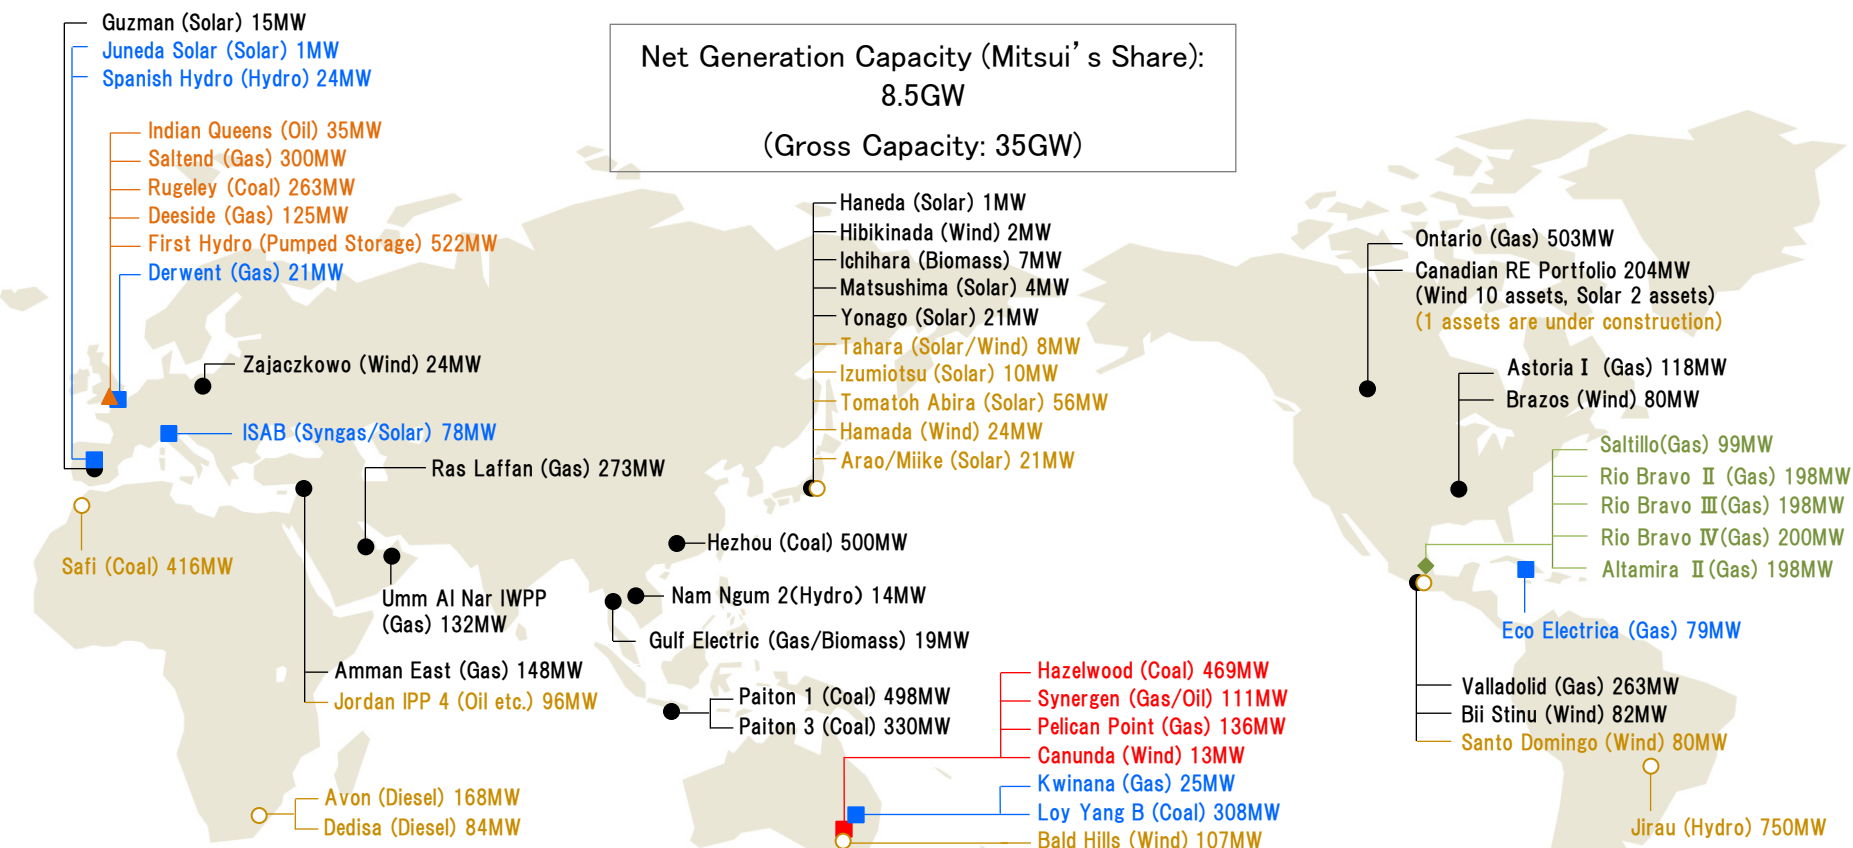 Guzman (Solar) 15MW
Juneda Solar (Solar) 1MW
Spanish Hydro (Hydro) 24MW
Net Generation Capacity (Mitsui's Share):
8.5GW
(Gross Capacity: 35GW)
Indian Queens (Oil) 35MW
Saltend (Gas) 300MW
Rugeley (Coal) 263MW
Deeside (Gas) 125MW
First Hydro (Pumped Storage) 522MW
Derwent (Gas) 21MW
Zajaczkowo (Wind) 24MW
ISAB (Syngas/Solar) 78MW
Ras Laffan (Gas) 273MW
Safi (Coal) 416MW
Umm Al Nar IWPP
(Gas) 132MW
Amman East (Gas) 148MW
Jordan IPP 4 (Oil etc.) 96MW
Avon (Diesel) 168MW
Dedisa (Diesel) 84MW
Haneda (Solar) 1MW
Hibikinada (Wind) 2MW
Ichihara (Biomass) 7MW
Matsushima (Solar) 4MW
Yonago (Solar) 21MW
Tahara (Solar/Wind) 8MW
Izumiotsu (Solar) 10MW
Tomatoh Abira (Solar) 56MW
Hamada (Wind) 24MW
Arao/Miike (Solar) 21MW
Hezhou (Coal) 500MW
Nam Ngum 2(Hydro) 14MW
Gulf Electric (Gas/Biomass) 19MW
Paiton 1 (Coal) 498MW
Paiton 3 (Coal) 330MW
Hazelwood (Coal) 469MW
Synergen (Gas/Oil) 111MW
Pelican Point (Gas) 136MW
Canunda (Wind) 13MW
Kwinana (Gas) 25MW
Loy Yang B (Coal) 308MW
Bald Hills (Wind) 107MW
Ontario (Gas) 503MW
Canadian RE Portfolio 204MW
(Wind 10 assets, Solar 2 assets)
(1 assets are under construction)
Astoria I (Gas) 118MW
Brazos (Wind) 80MW
Saltillo(Gas) 99MW
Rio Bravo Ⅱ (Gas) 198MW
Rio Bravo Ⅲ(Gas) 198MW
Rio Bravo Ⅳ(Gas) 200MW
Altamira Ⅱ(Gas) 198MW
Eco Electrica (Gas) 79MW
Valladolid (Gas) 263MW
Bii Stinu (Wind) 82MW
Santo Domingo (Wind) 80MW
Jirau (Hydro) 750MW